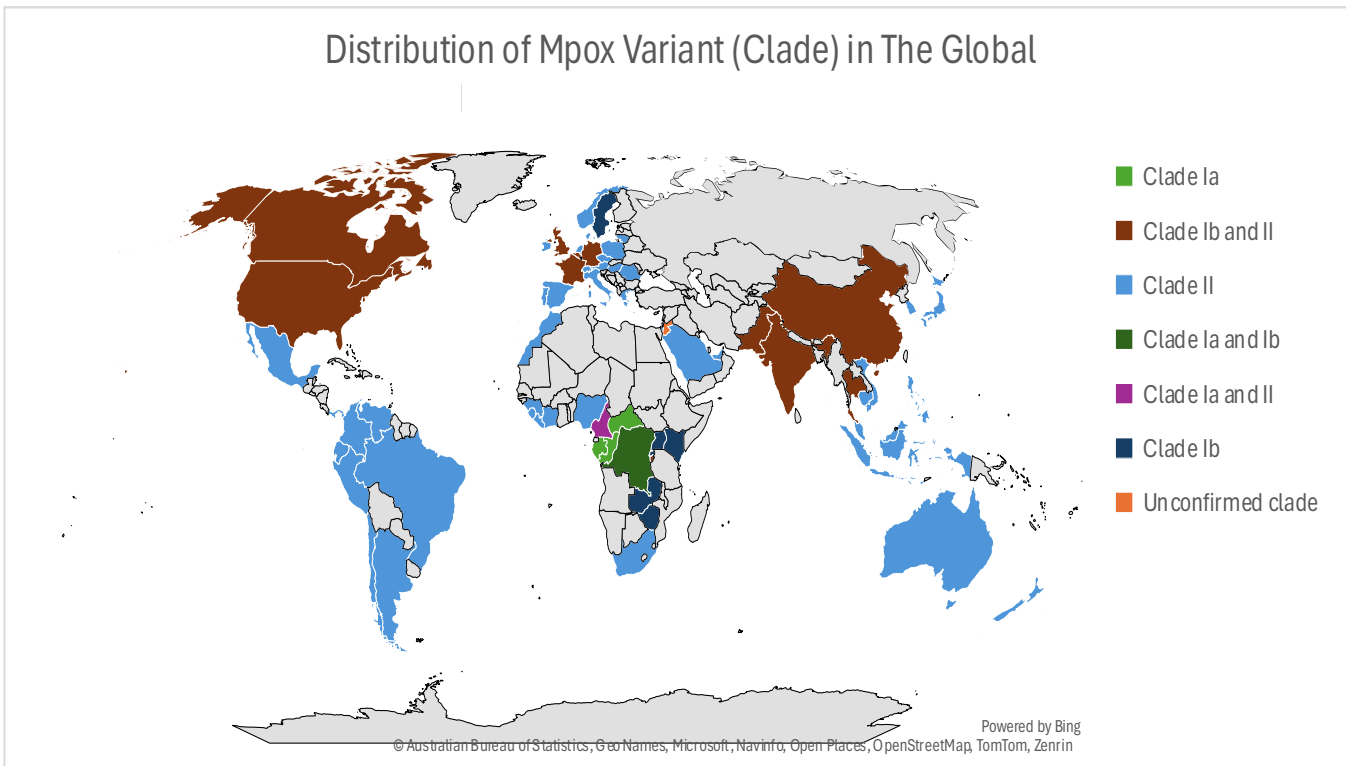 Distribution of Mpox Variant (Clade) in The Global
Clade Ia
Clade Ib and II
Clade II
Clade Ia and Ib
Clade Ia and II
Clade Ib
Unconfirmed clade
Powered by Bing
© Australian Bureau of Statistics, GeoNames, Microsoft, Navinfo, Open Places, OpenStreetMap, TomTom, Zenrin